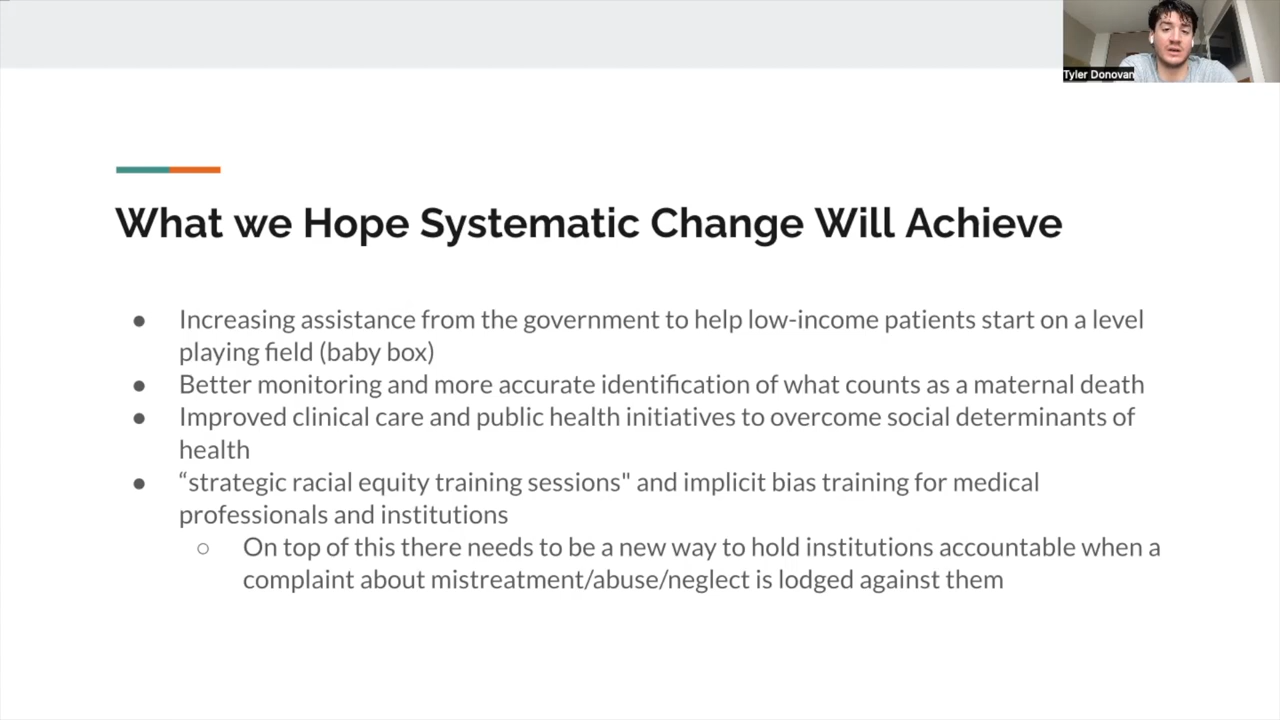 Tyler Donovan
What we Hope Systematic Change Will Achieve
● Increasing assistance from the government to help low-income patients start on a level
playing field (baby box)
● Better monitoring and more accurate identification of what counts as a maternal death
● Improved clinical care and public health initiatives to overcome social determinants of
health
● “strategic racial equity training sessions" and implicit bias training for medical
professionals and institutions
○ On top of this there needs to be a new way to hold institutions accountable when a
complaint about mistreatment/abuse/neglect is lodged against them